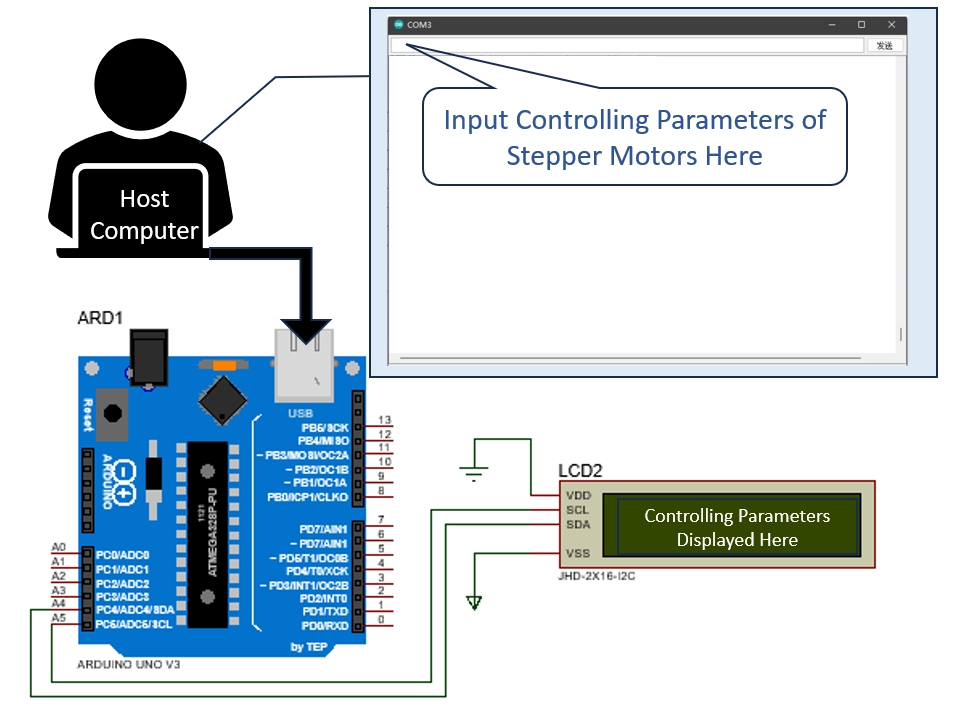 COM3
发送
Input Controlling Parameters of
Stepper Motors Here
Host
Computer
ARD1
Reset
USB
ARDUINO
1121
ATMEGA328P-PU
PB5/SCK 13
PB4/MISO 12
~ PB3/MOSI/OC2A 11
~ PB2/OC1B 10
~ PB1/OC1A 9
PB0/ICP1/CLKO 8
PD7/AIN1 7
~ PD7/AIN1 6
~ PD5/T1/OC0B 5
PD4/T0/XCK 4
~ PD3/INT1/OC2B 3
PD2/INT0 2
PD1/TXD 1
PD0/RXD 0
A0 PC0/ADC0
A1 PC1/ADC1
A2 PC2/ADC2
A3 PC3/ADC3
A4 PC4/ADC4/SDA
A5 PC5/ADC5/SCL
by TEP
ARDUINO UNO V3
LCD2
VDD
SCL
SDA
VSS
Controlling Parameters
Displayed Here
JHD-2X16-I2C